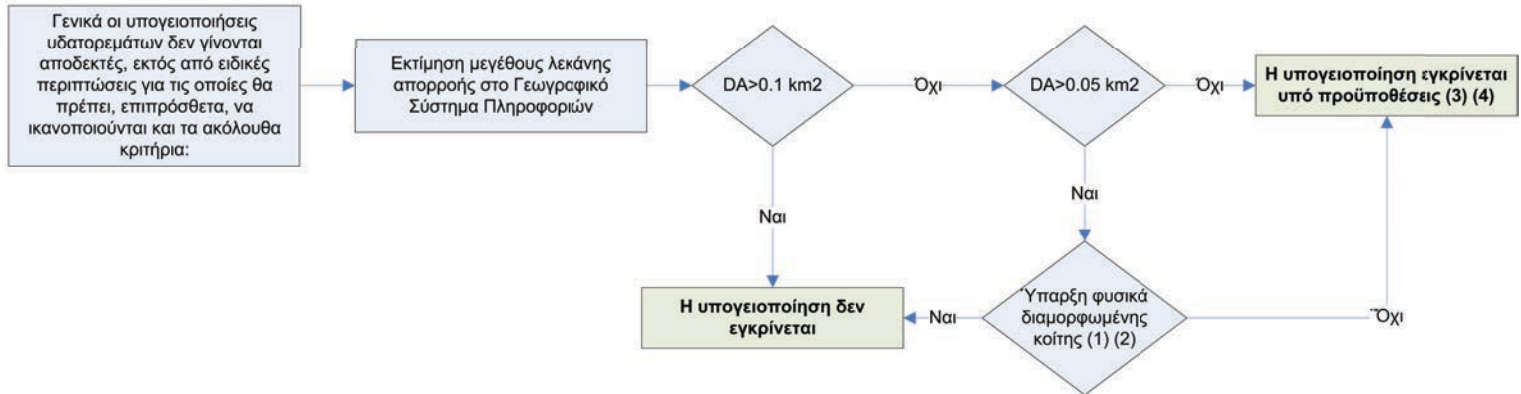 Γενικά οι υπογειοποιήσεις
υδατορεμάτων δεν γίνονται
αποδεκτές, εκτός από ειδικές
περιπτώσεις για τις οποίες θα
πρέπει, επιπρόσθετα, να
ικανοποιούνται και τα ακόλουθα
κριτήρια:
Εκτίμηση μεγέθους λεκάνης
απορροής στο Γεωγραφικό
Σύστημα Πληροφοριών
DA>0.1 km2
Όχι
DA>0.05 km2
Όχι
Η υπογειοποίηση εγκρίνεται
υπό προϋποθέσεις (3) (4)
Ναι
Ναι
Η υπογειοποίηση δεν
εγκρίνεται
Ναι
Ύπαρξη φυσικά
διαμορφωμένης
κοίτης (1) (2)
Όχι